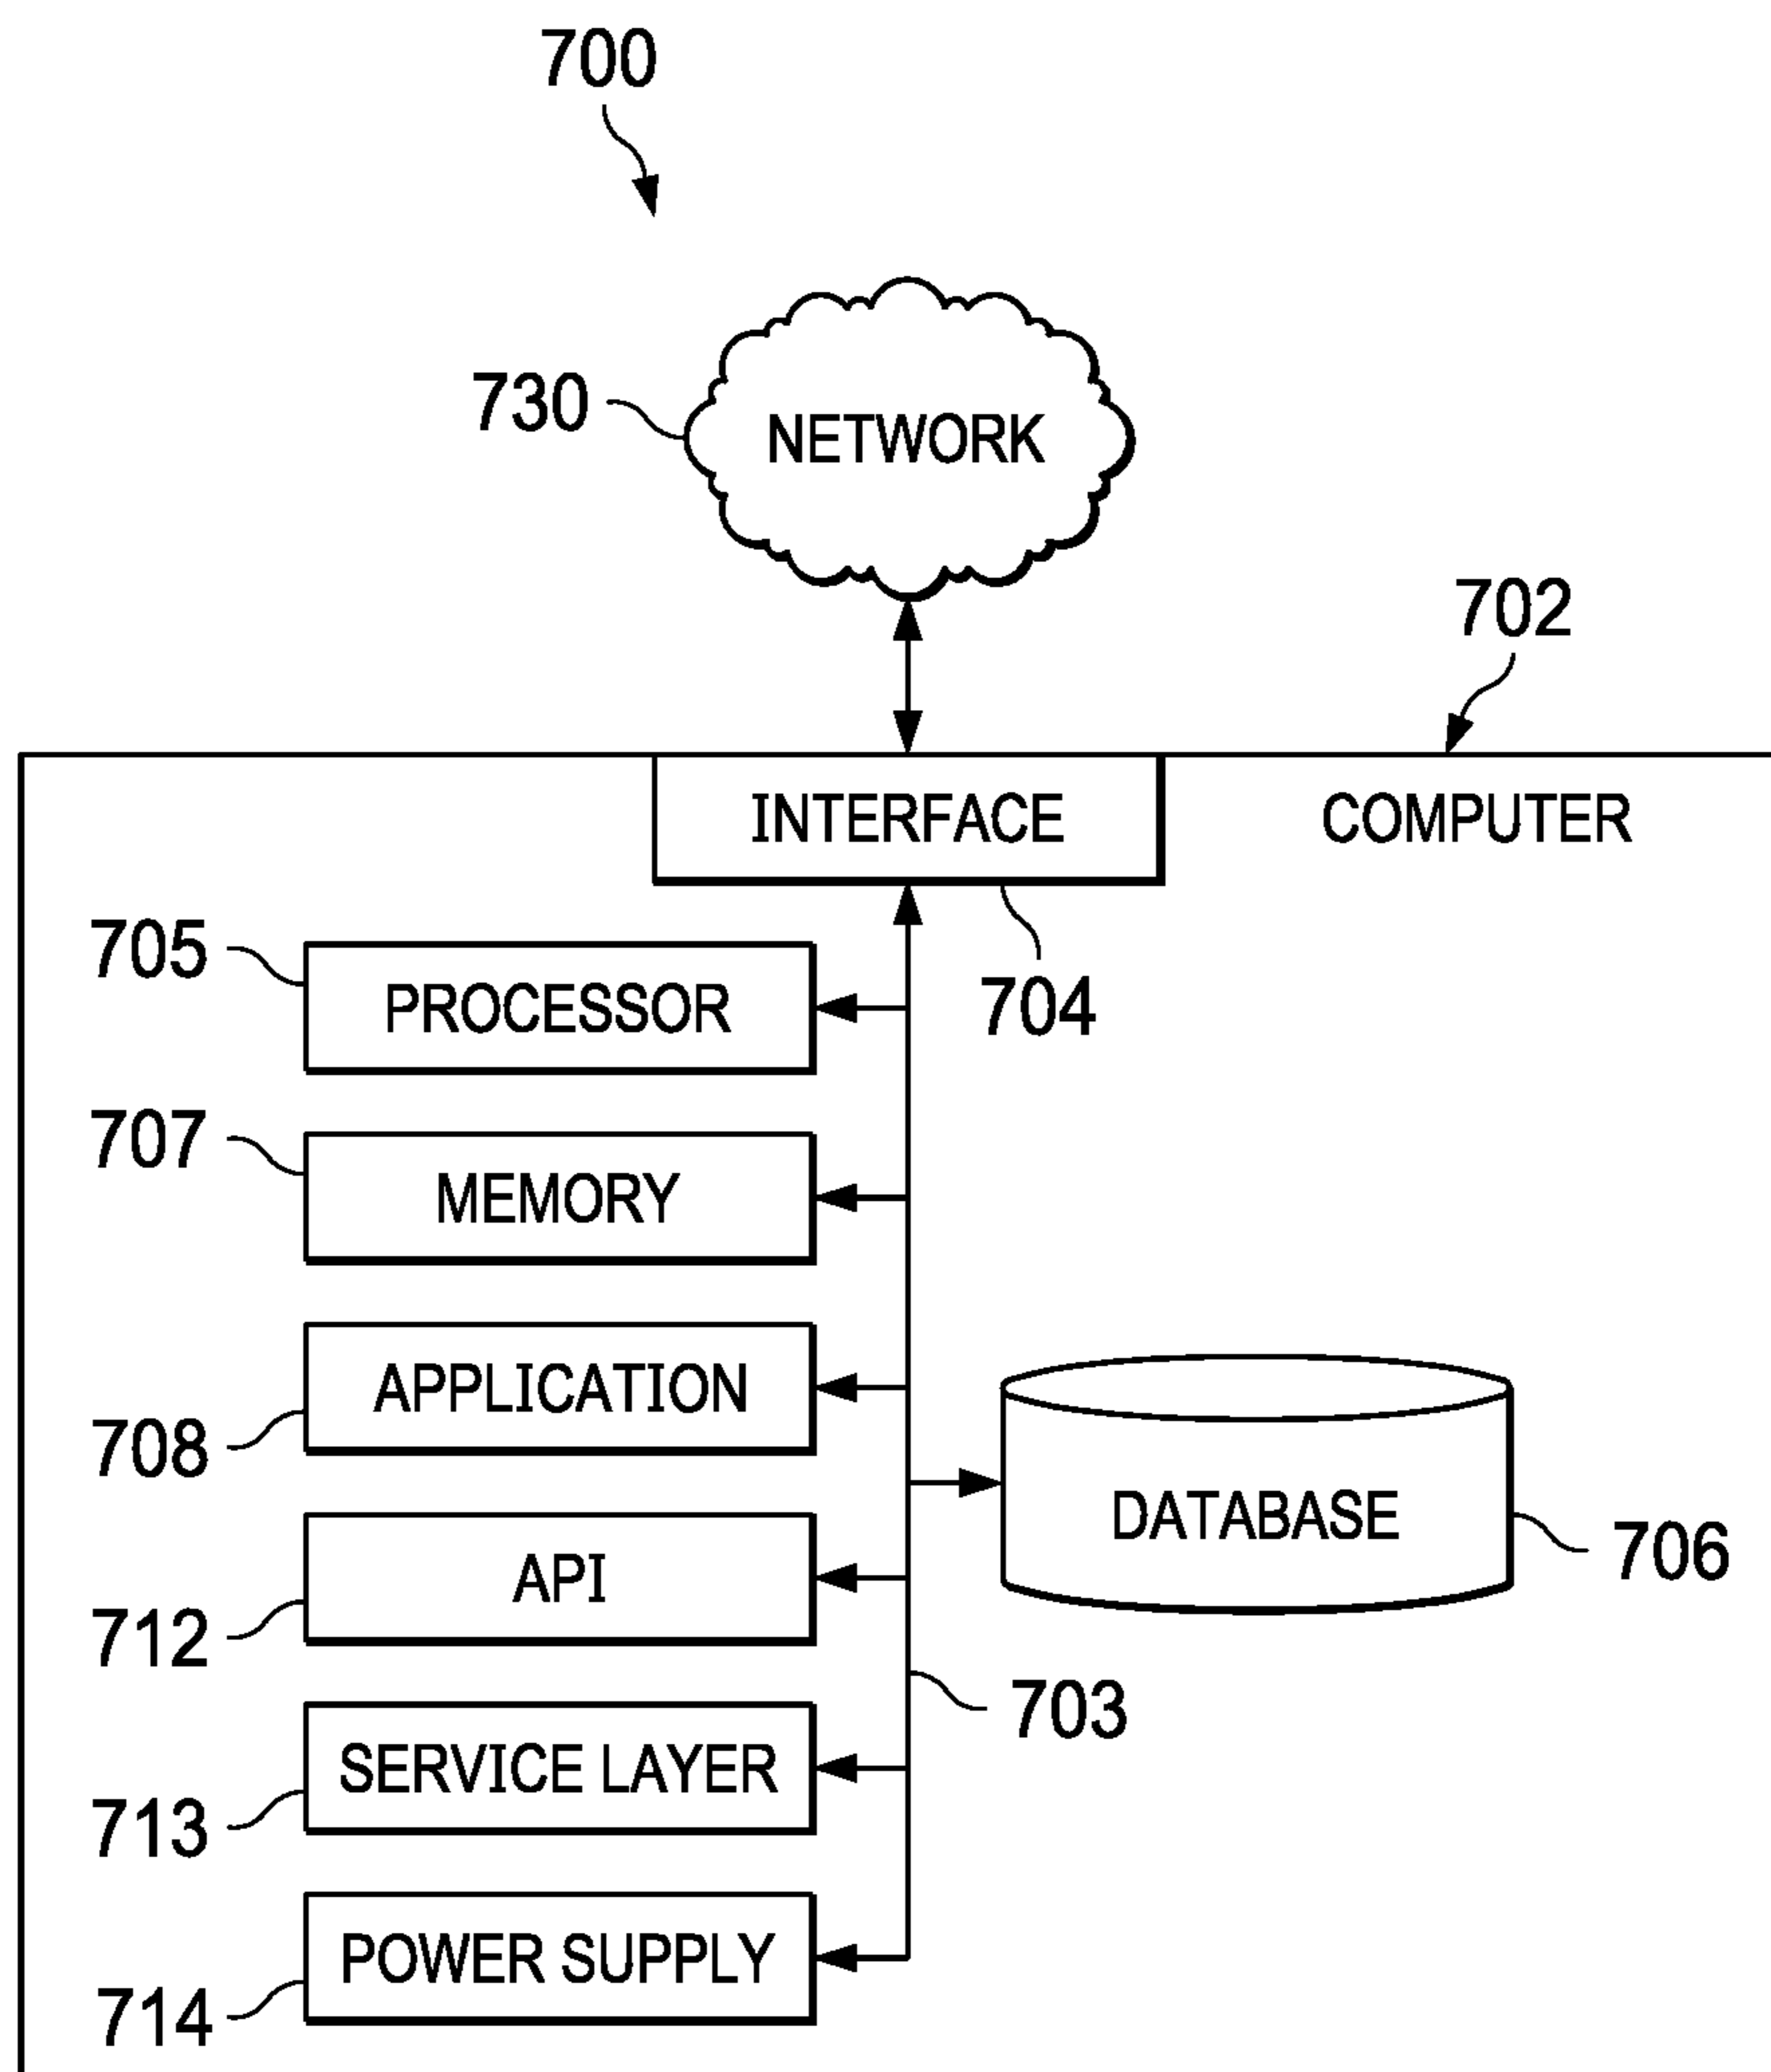 700
730
NETWORK
702
INTERFACE
COMPUTER
705
PROCESSOR
704
707
MEMORY
APPLICATION
708
DATABASE
706
API
712
703
SERVICE LAYER
713
POWER SUPPLY
714